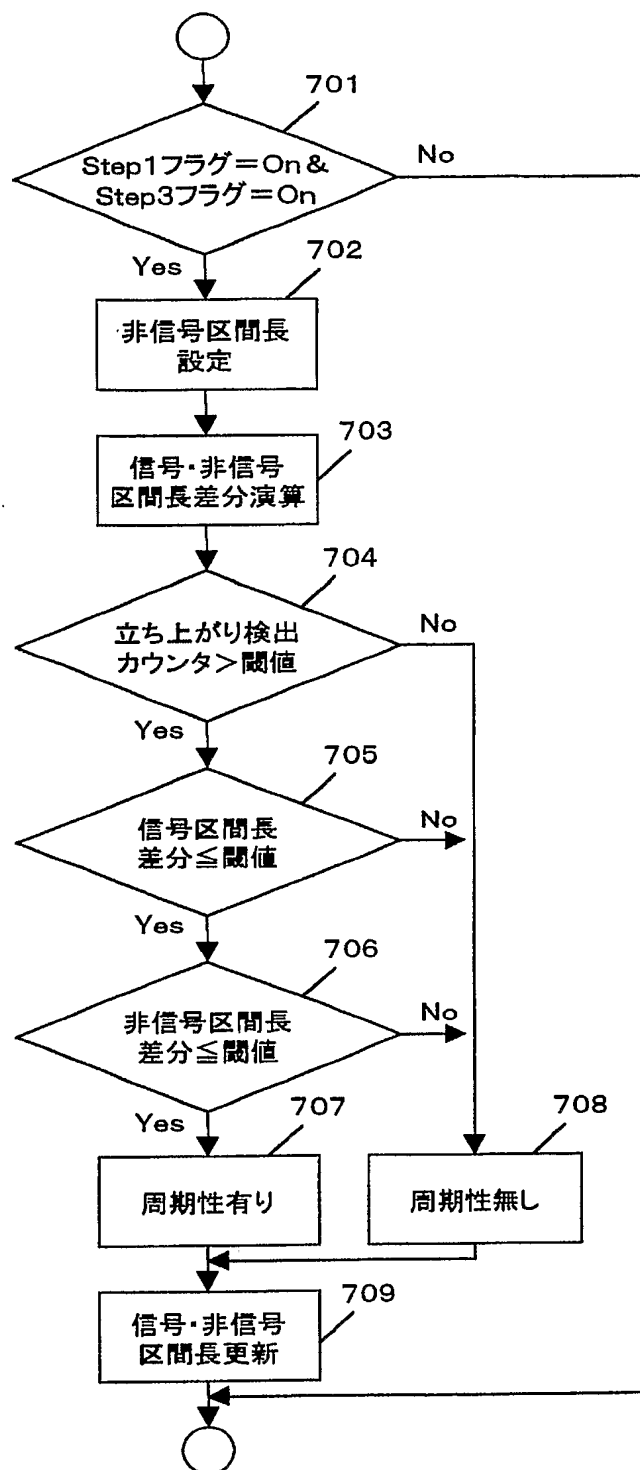 701
Step1フラグ=On &
Step3フラグ=On
No
Yes
702
非信号区間長
設定
703
信号・非信号
区間長差分演算
704
立ち上がり検出
カウンタ>閾値
No
Yes
705
信号区間長
差分≦閾値
No
Yes
706
非信号区間長
差分≦閾値
No
Yes
707
周期性有り
708
周期性無し
709
信号・非信号
区間長更新